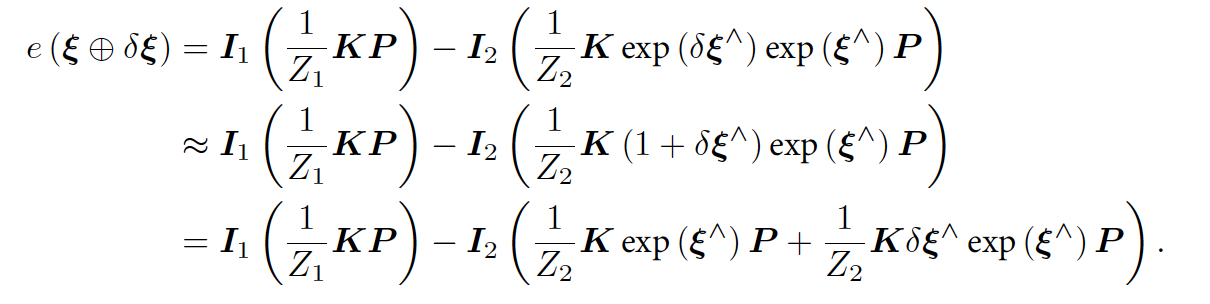 e (ξ ⊕ δξ) = I₁ ( 1/Z₁ KP ) − I₂ ( 1/Z₂ K exp (δξ^) exp (ξ^) P )
≈ I₁ ( 1/Z₁ KP ) − I₂ ( 1/Z₂ K (1 + δξ^) exp (ξ^) P )
= I₁ ( 1/Z₁ KP ) − I₂ ( 1/Z₂ K exp (ξ^) P + 1/Z₂ Kδξ^ exp (ξ^) P ) .